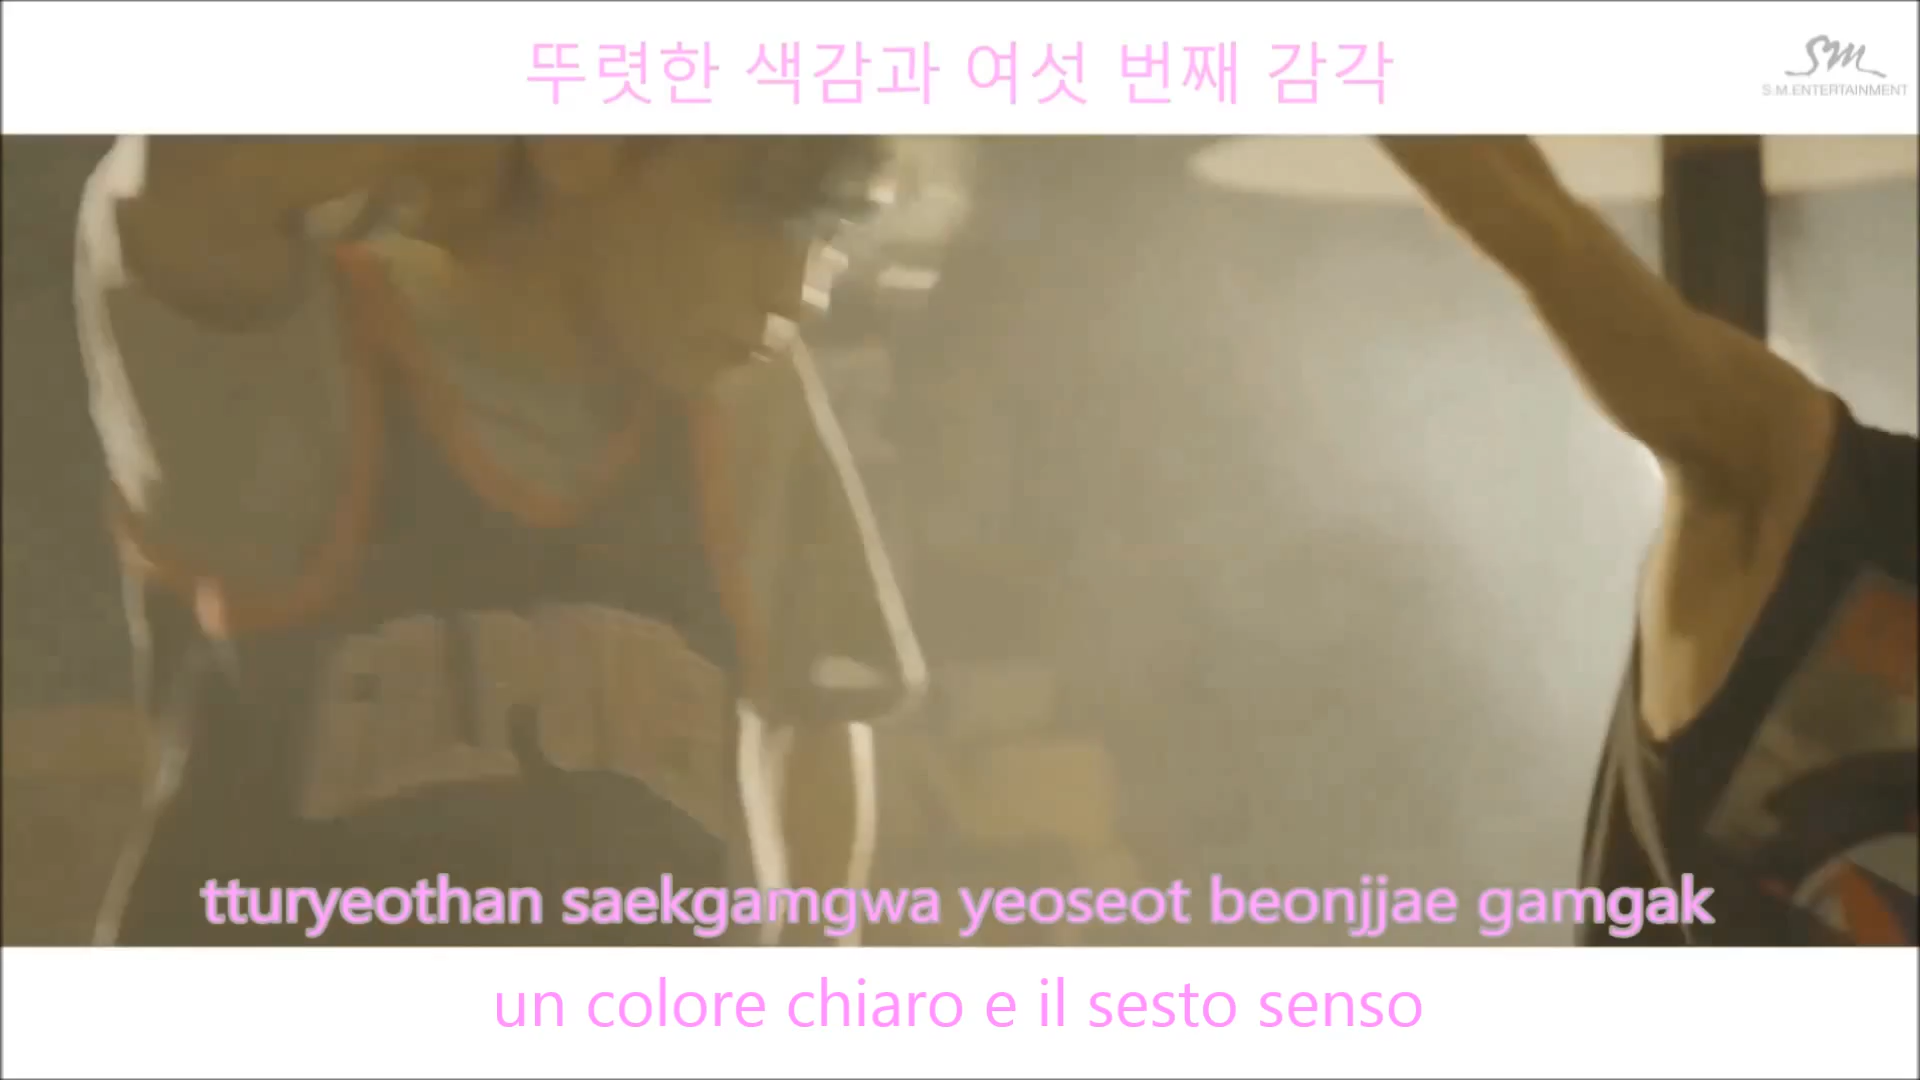 뚜렷한 색감과 여섯 번째 감각
SM
S.M.ENTERTAINMENT
tturyeothan saekgamgwa yeoseot beonjjae gamgak
un colore chiaro e il sesto senso